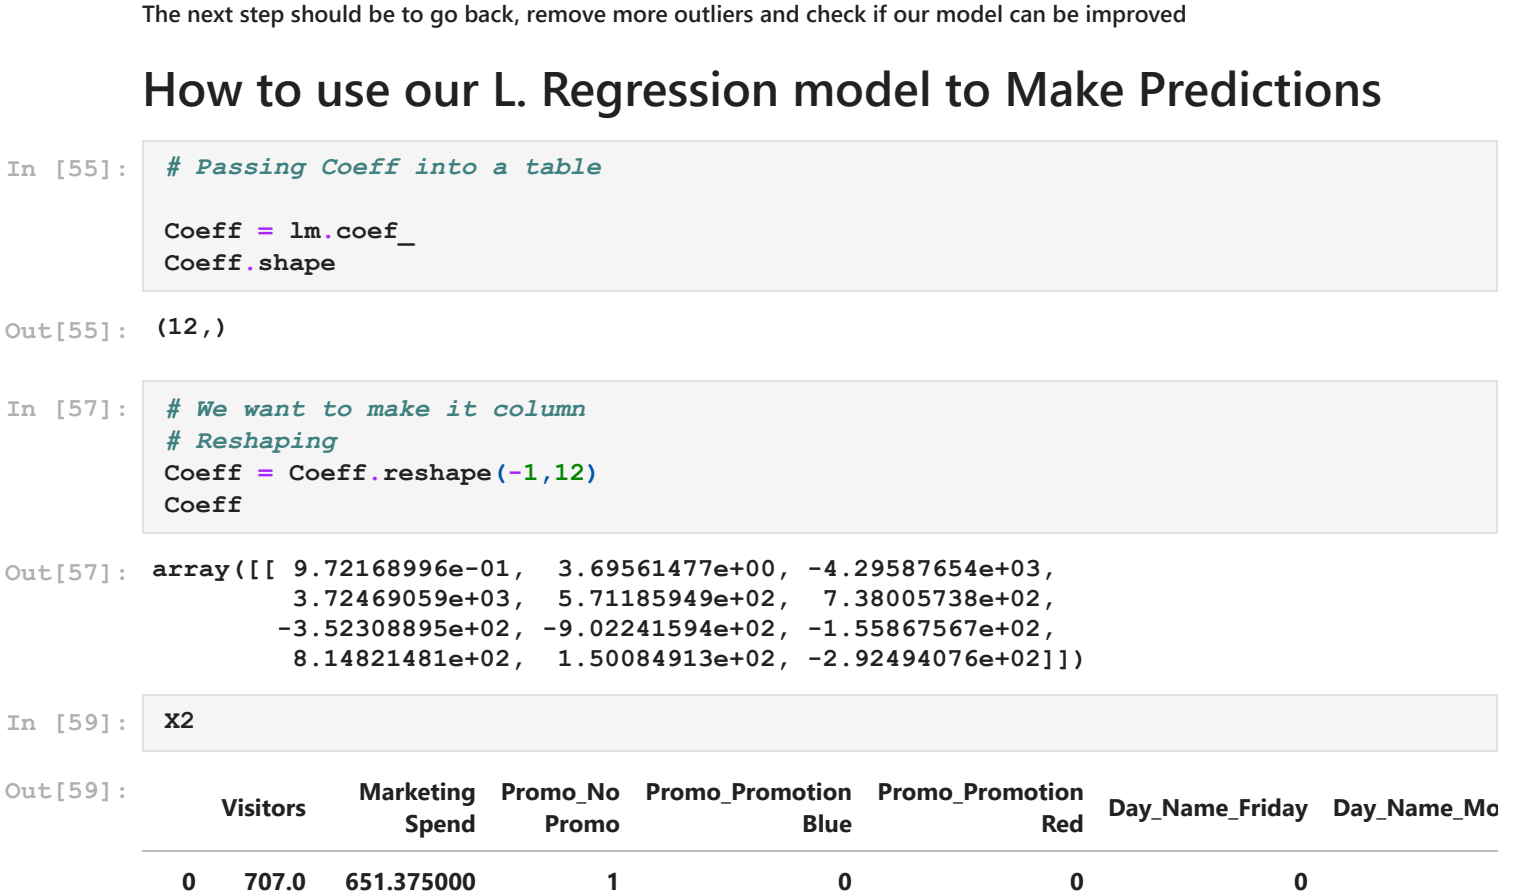 The next step should be to go back, remove more outliers and check if our model can be improved
How to use our L. Regression model to Make Predictions
In [55]: # Passing Coeff into a table
Coeff = lm.coef_
Coeff.shape
Out[55]: (12,)
In [57]: # We want to make it column
# Reshaping
Coeff = Coeff.reshape(-1,12)
Coeff
Out[57]: array([[ 9.72168996e-01, 3.69561477e+00, -4.29587654e+03,
3.72469059e+03, 5.71185949e+02, 7.38005738e+02,
-3.52308895e+02, -9.02241594e+02, -1.55867567e+02,
8.14821481e+02, 1.50084913e+02, -2.92494076e+02]])
In [59]: X2
Out[59]:
Visitors Marketing Spend Promo_No Promo Promo_Promotion Blue Promo_Promotion Red Day_Name_Friday Day_Name_Mo
0 707.0 651.375000 1 0 0 0